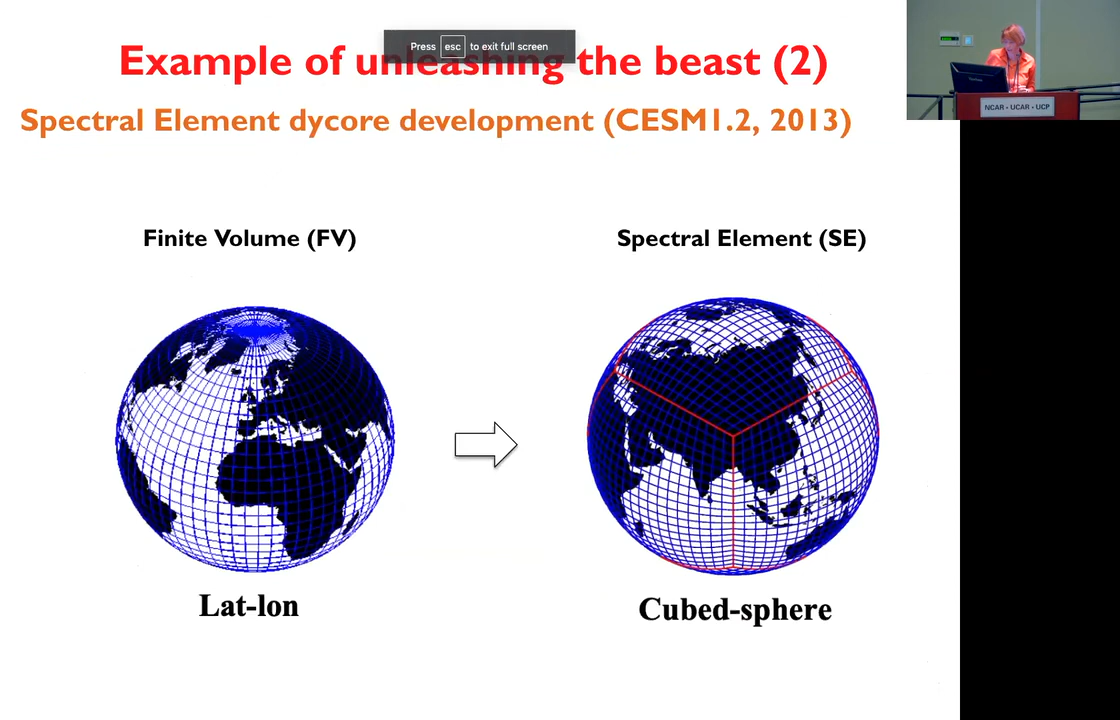 Press esc to exit full screen
Example of unleashing the beast (2)
Spectral Element dycore development (CESM1.2, 2013)
NCAR • UCAR • UCP
Finite Volume (FV)
Spectral Element (SE)
Lat-lon
Cubed-sphere